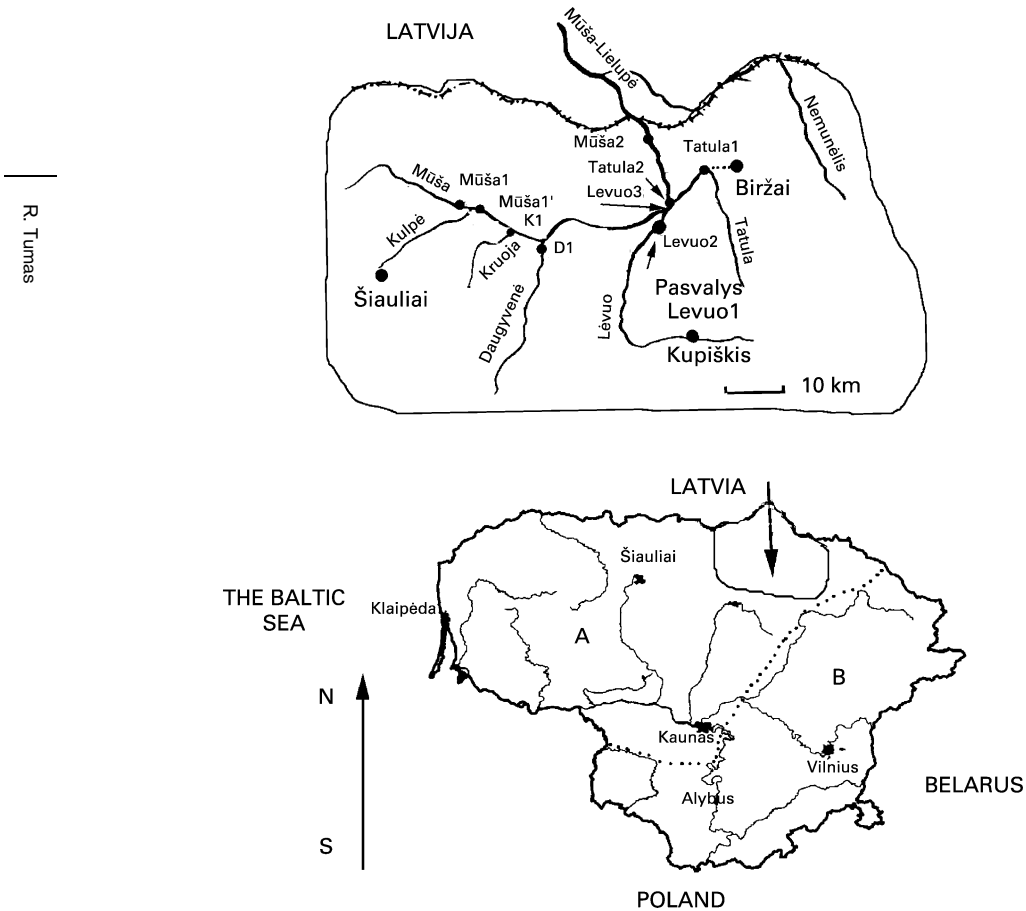 R. Tumas
LATVIJA
Mūša-Lielupė
Nemunėlis
Mūša2
Tatula1
Tatula2
Biržai
Levuo3
Mūša
Mūša1
Mūša1'
K1
Kulpė
Kruoja
D1
Levuo2
Tatula
Šiauliai
Daugyvenė
Lėvuo
Pasvalys
Levuo1
Kupiškis
10 km
LATVIA
Šiauliai
THE BALTIC
SEA
Klaipėda
A
B
N
Kaunas
Vilnius
BELARUS
Alybus
S
POLAND